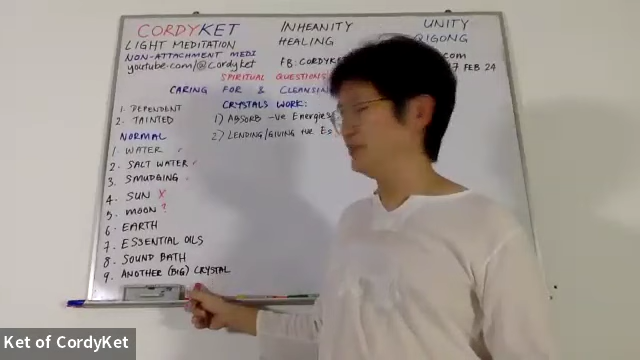 CORDYKET INHEANITY UNITY
LIGHT MEDITATION HEALING QIGONG
NON-ATTACHMENT MEDI
youtube.com/@Cordyket FB:CORDYKET
.com
7 FEB 24
SPIRITUAL QUESTIONS
CARING FOR & CLEANSIN
1. DEPENDENT
2. TAINTED
NORMAL
1. WATER
2. SALT WATER
3. SMUDGING
4. SUN X
5. MOON ?
6. EARTH
7. ESSENTIAL OILS
8. SOUND BATH
9. ANOTHER (BIG) CRYSTAL
CRYSTALS WORK:
1) ABSORB -ve Energies
2) LENDING/GIVING +ve Es
Ket of CordyKet